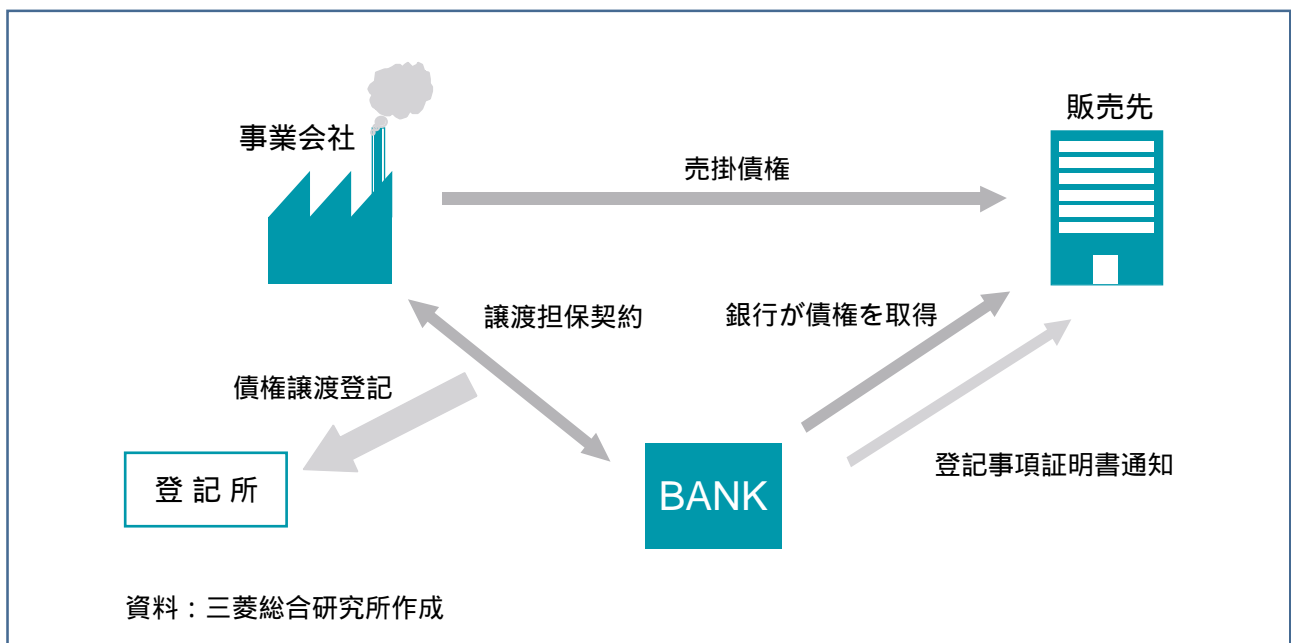 販売先
事業会社
売掛債権
譲渡担保契約
銀行が債権を取得
債権譲渡登記
登記事項証明書通知
登記所
BANK
資料：三菱総合研究所作成